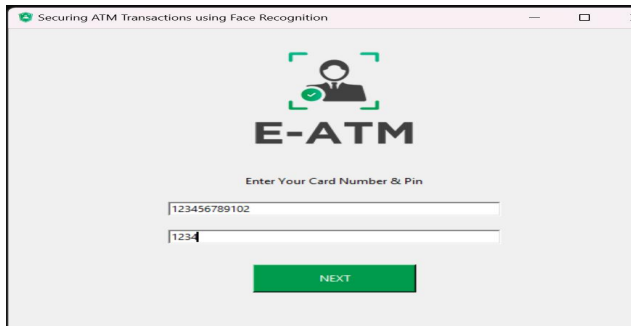 Securing ATM Transactions using Face Recognition
E-ATM
Enter Your Card Number & Pin
123456789102
1234
NEXT